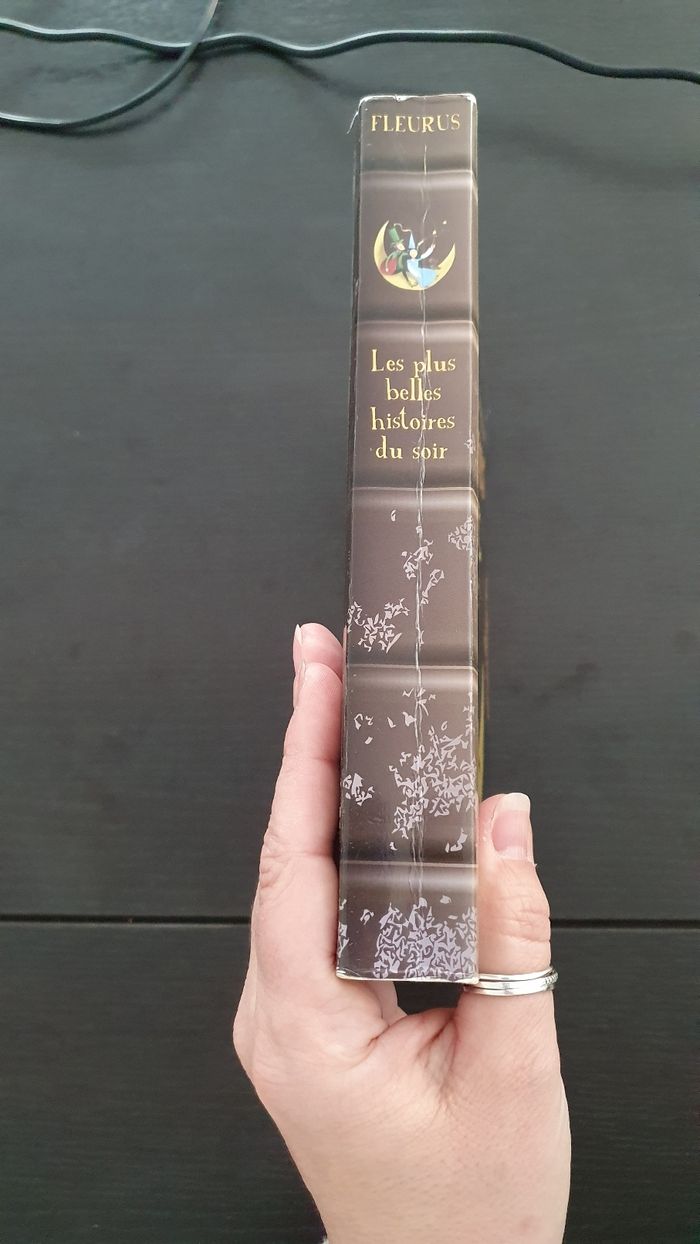 FLEURUS
Les plus
belles
histoires
du soir